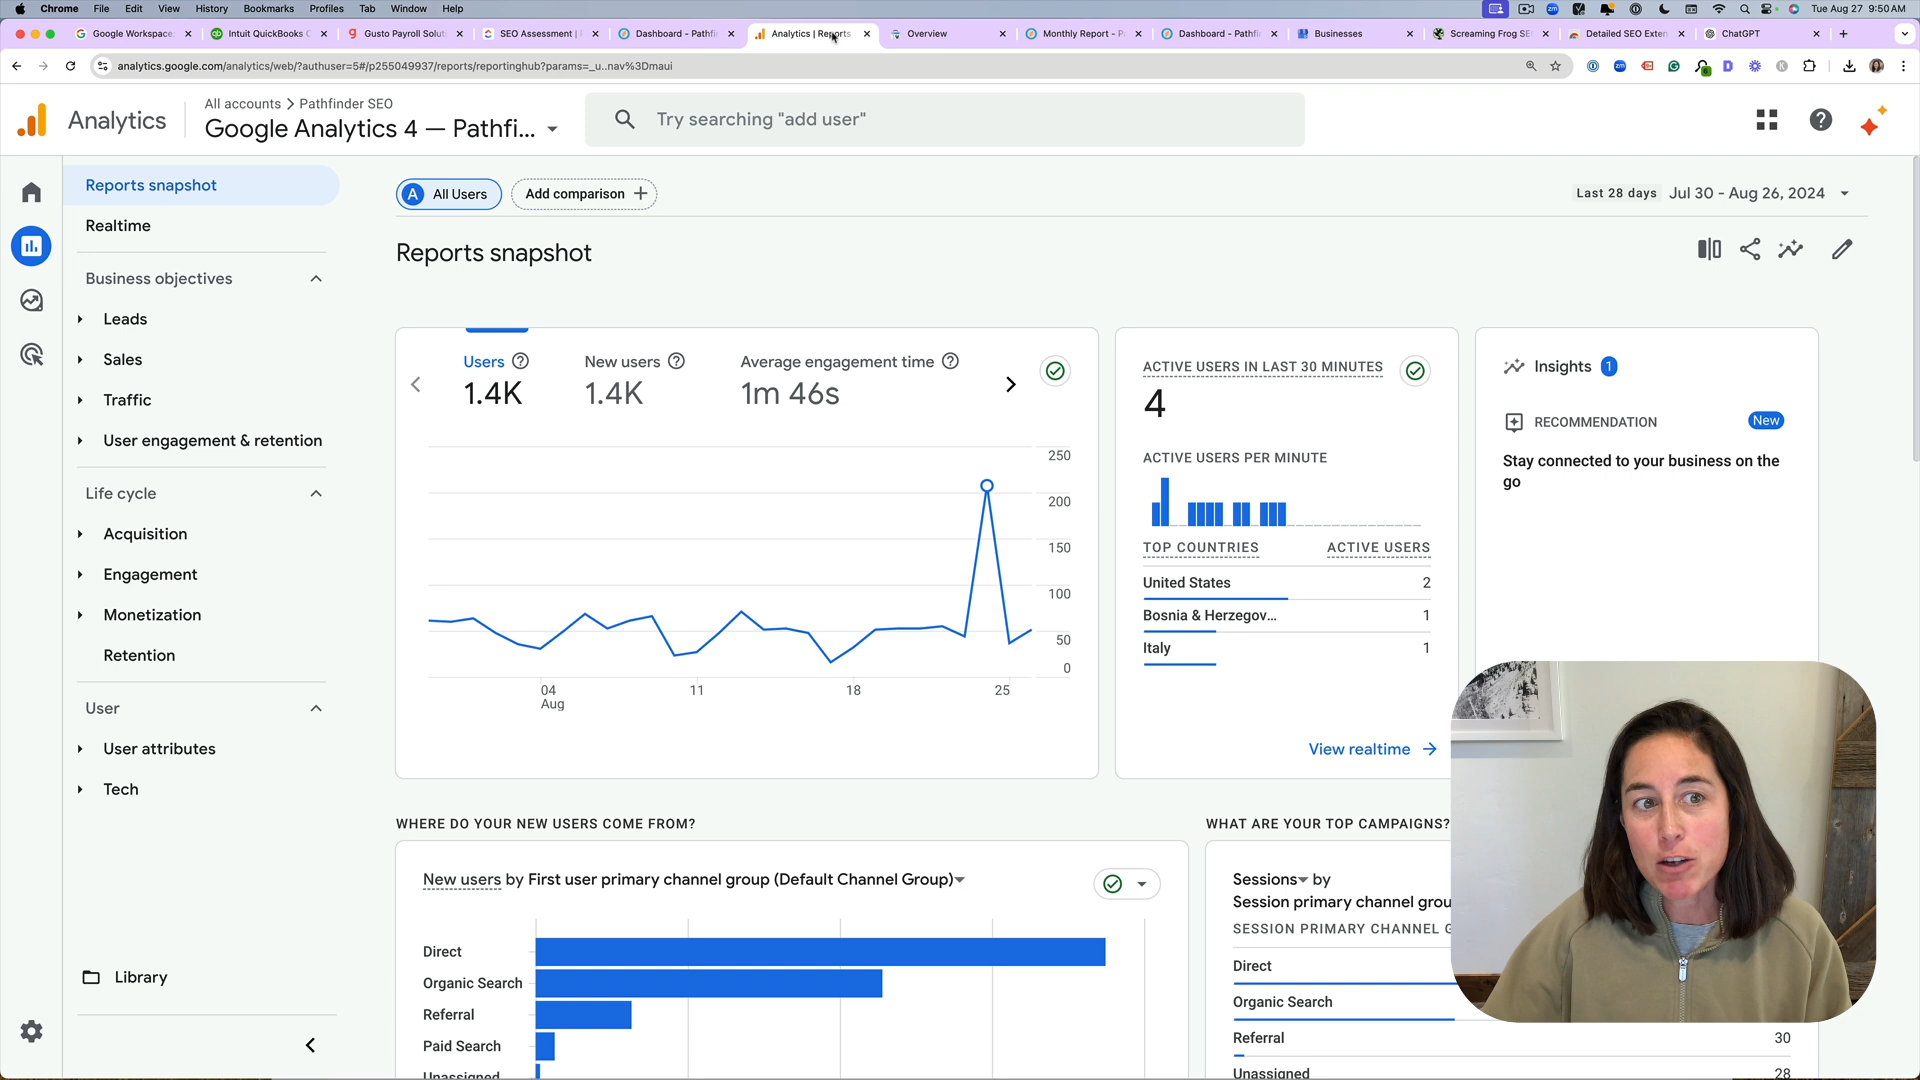 Chrome File Edit View History Bookmarks Profiles Tab Window Help Tue Aug 27 9:50 AM
Google Workspace Intuit QuickBooks Gusto Payroll Solut SEO Assessment | Dashboard - Pathfi Analytics | Reports Overview Monthly Report - P Dashboard - Pathfi Businesses Screaming Frog SE Detailed SEO Exten ChatGPT
analytics.google.com/analytics/web/?authuser=5#/p255049937/reports/reportinghub?params=_u..nav%3Dmaui
Analytics
All accounts > Pathfinder SEO
Google Analytics 4 — Pathfi...
Try searching "add user"
Reports snapshot
Realtime
Business objectives
Leads
Sales
Traffic
User engagement & retention
Life cycle
Acquisition
Engagement
Monetization
Retention
User
User attributes
Tech
Library
A All Users
Add comparison +
Last 28 days Jul 30 - Aug 26, 2024
Reports snapshot
Users New users Average engagement time
1.4K 1.4K 1m 46s
250
200
150
100
50
0
04 11 18 25
Aug
ACTIVE USERS IN LAST 30 MINUTES
4
ACTIVE USERS PER MINUTE
TOP COUNTRIES ACTIVE USERS
United States 2
Bosnia & Herzegov... 1
Italy 1
View realtime
Insights 1
RECOMMENDATION New
Stay connected to your business on the
go
WHERE DO YOUR NEW USERS COME FROM?
New users by First user primary channel group (Default Channel Group)
Direct
Organic Search
Referral
Paid Search
Unassigned
WHAT ARE YOUR TOP CAMPAIGNS?
Sessions by
Session primary channel grou
SESSION PRIMARY CHANNEL G
Direct
Organic Search
Referral 30
Unassigned 28